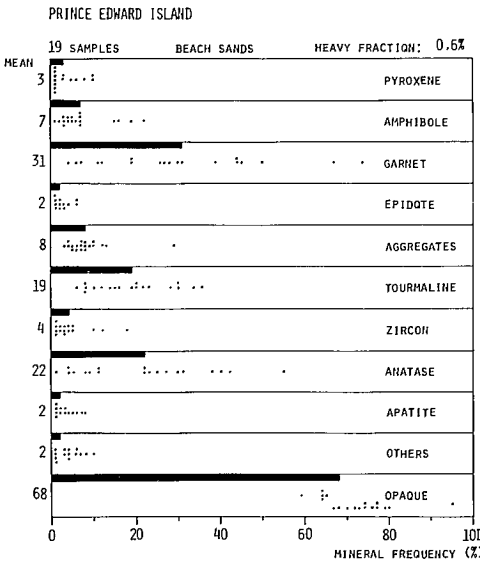 PRINCE EDWARD ISLAND
19 SAMPLES BEACH SANDS HEAVY FRACTION: 0.6%
MEAN
3 PYROXENE
7 AMPHIBOLE
31 GARNET
2 EPIDOTE
8 AGGREGATES
19 TOURMALINE
4 ZIRCON
22 ANATASE
2 APATITE
2 OTHERS
68 OPAQUE
0 20 40 60 80 100
MINERAL FREQUENCY (%)